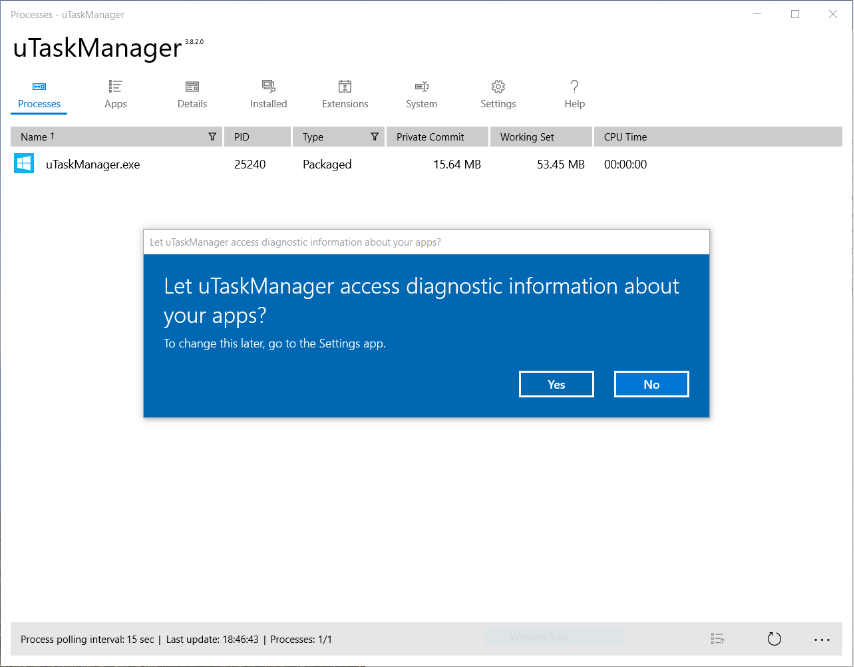 Processes - uTaskManager
uTaskManager 3.8.2.0
Processes Apps Details Installed Extensions System Settings Help
Name PID Type Private Commit Working Set CPU Time
uTaskManager.exe 25240 Packaged 15.64 MB 53.45 MB 00:00:00
Let uTaskManager access diagnostic information about your apps?
Let uTaskManager access diagnostic information about
your apps?
To change this later, go to the Settings app.
Yes No
Process polling interval: 15 sec | Last update: 18:46:43 | Processes: 1/1 Window Snip